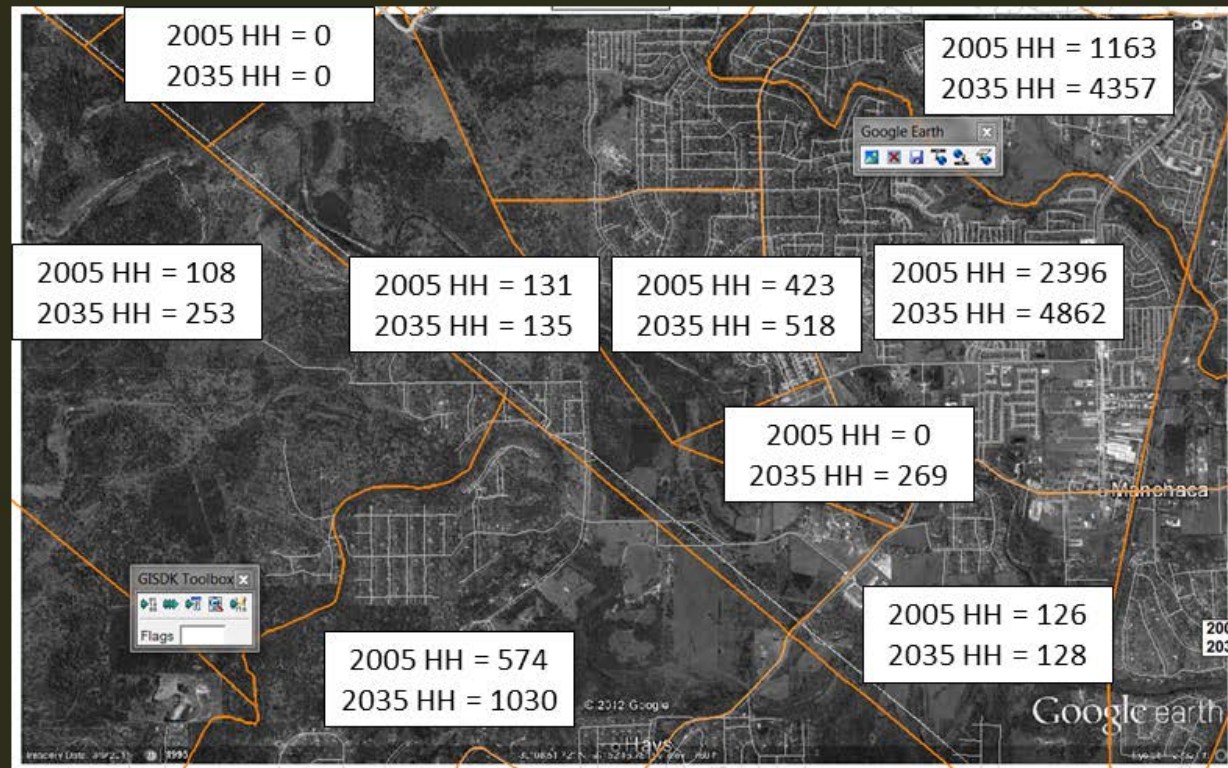 2005 HH = 0
2035 HH = 0
2005 HH = 1163
2035 HH = 4357
Google Earth
2005 HH = 108
2035 HH = 253
2005 HH = 131
2035 HH = 135
2005 HH = 423
2035 HH = 518
2005 HH = 2396
2035 HH = 4862
2005 HH = 0
2035 HH = 269
Manchaca
GISDK Toolbox
Flags
2005 HH = 126
2035 HH = 128
2005 HH = 574
2035 HH = 1030
© 2012 Google
Google earth
Hays
1995